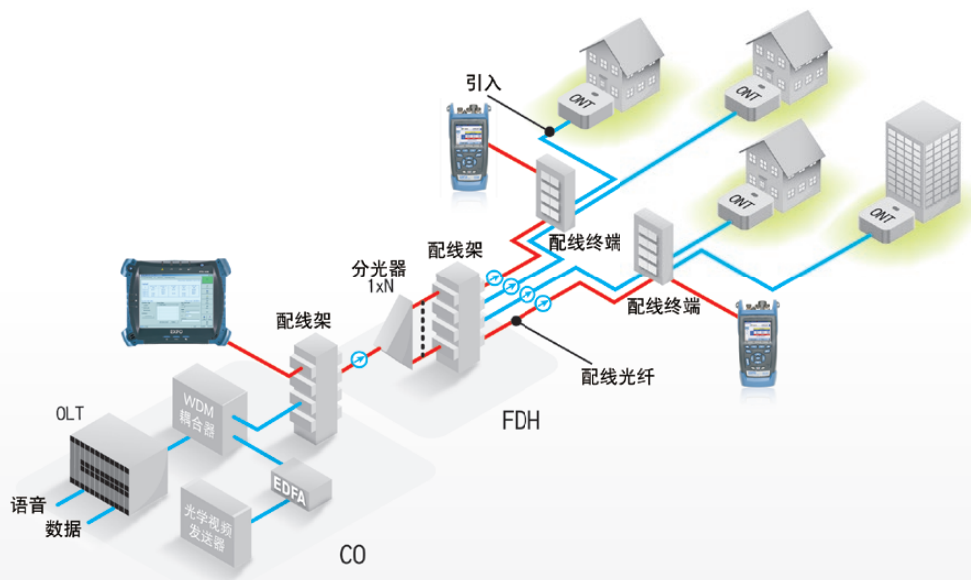 引入
ONT
ONT
ONT
ONT
配线终端
配线架
分光器
1xN
配线终端
配线架
配线光纤
FDH
OLT
WDM
耦合器
EDFA
语音
数据
光学视频
发送器
CO
EXFO